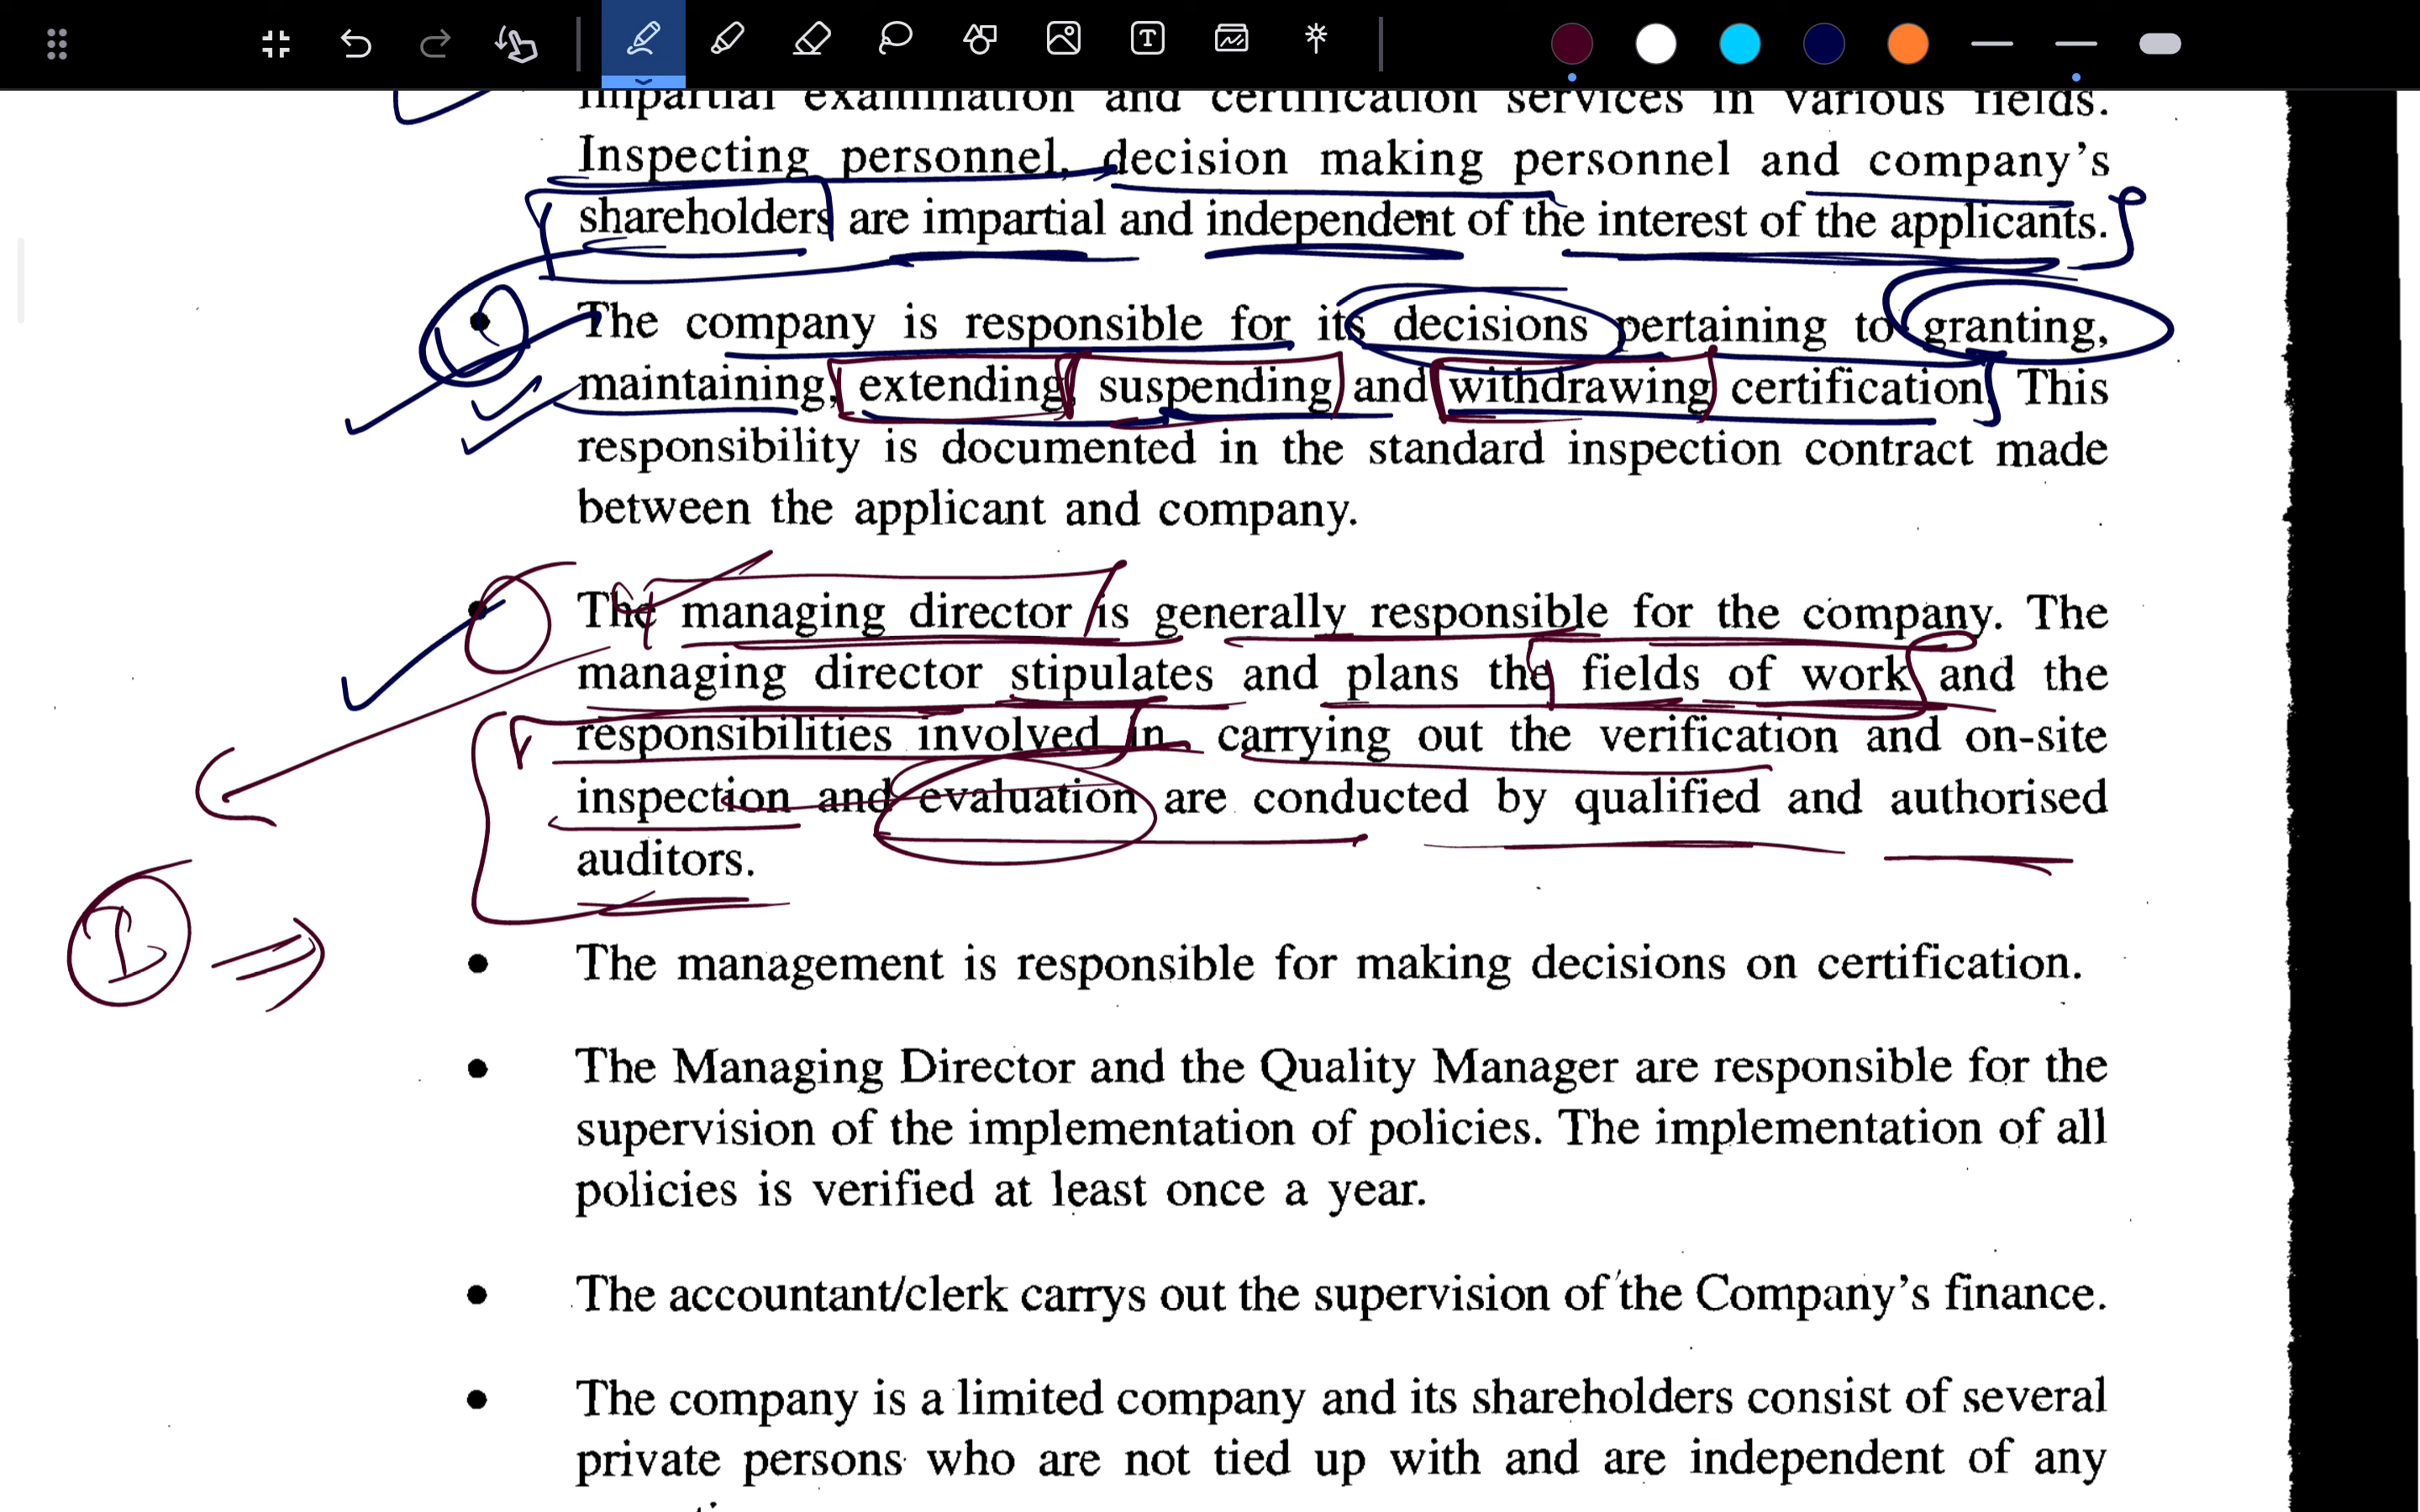 impartial examination and certification services in various fields.
Inspecting personnel, decision making personnel and company's
shareholders are impartial and independent of the interest of the applicants.
• The company is responsible for its decisions pertaining to granting,
maintaining, extending, suspending and withdrawing certification. This
responsibility is documented in the standard inspection contract made
between the applicant and company.
• The managing director is generally responsible for the company. The
managing director stipulates and plans the fields of work and the
responsibilities involved in carrying out the verification and on-site
inspection and evaluation are conducted by qualified and authorised
auditors.
• The management is responsible for making decisions on certification.
• The Managing Director and the Quality Manager are responsible for the
supervision of the implementation of policies. The implementation of all
policies is verified at least once a year.
• The accountant/clerk carrys out the supervision of the Company's finance.
• The company is a limited company and its shareholders consist of several
private persons who are not tied up with and are independent of any